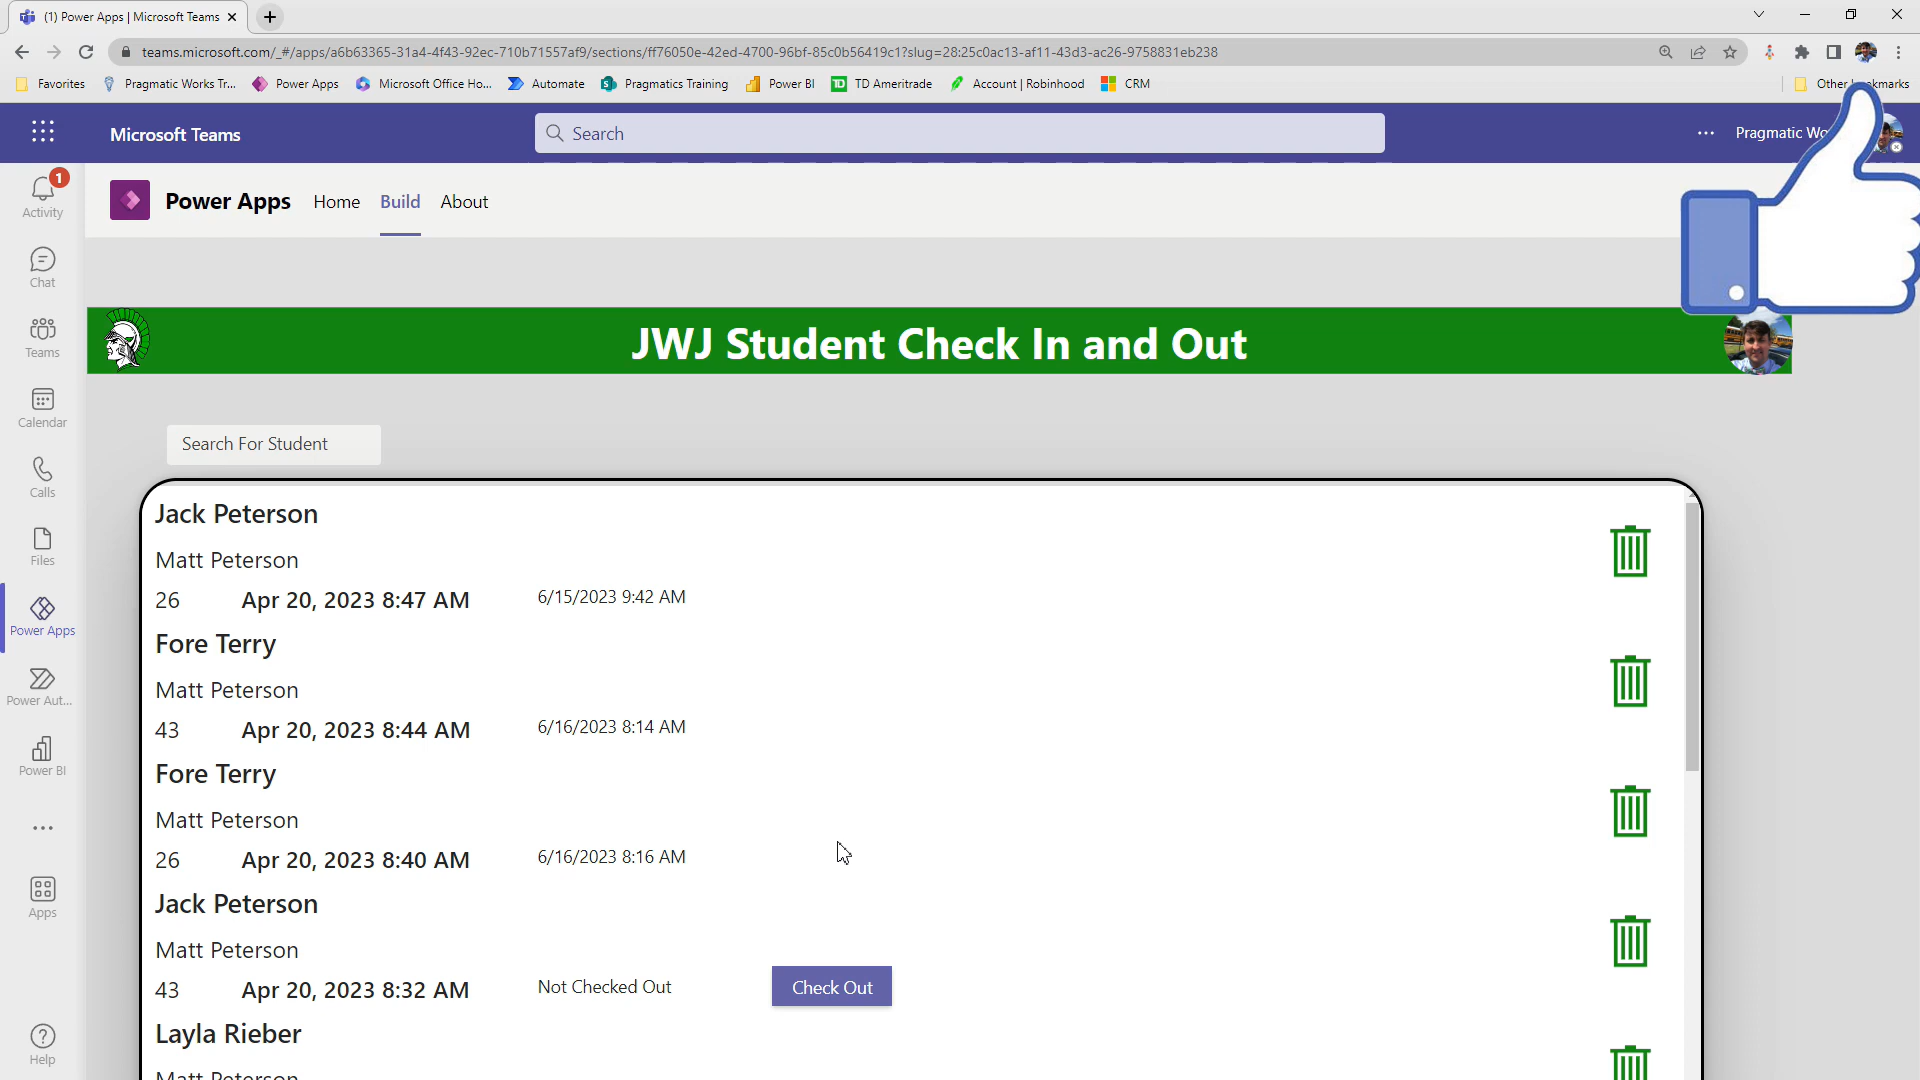 (1) Power Apps | Microsoft Teams
teams.microsoft.com/_#/apps/a6b63365-31a4-4f43-92ec-710b71557af9/sections/ff76050e-42ed-4700-96bf-85c0b56419c1?slug=28:25c0ac13-af11-43d3-ac26-9758831eb238
Favorites Pragmatic Works Tr... Power Apps Microsoft Office Ho... Automate Pragmatics Training Power BI TD Ameritrade Account | Robinhood CRM Other
Microsoft Teams Search Pragmatic
Power Apps Home Build About
1
Activity
Chat
Teams
Calendar
Calls
Files
Power Apps
Power Aut...
Power BI
Apps
Help
JWJ Student Check In and Out
Search For Student
Jack Peterson
Matt Peterson
26 Apr 20, 2023 8:47 AM 6/15/2023 9:42 AM
Fore Terry
Matt Peterson
43 Apr 20, 2023 8:44 AM 6/16/2023 8:14 AM
Fore Terry
Matt Peterson
26 Apr 20, 2023 8:40 AM 6/16/2023 8:16 AM
Jack Peterson
Matt Peterson
43 Apr 20, 2023 8:32 AM Not Checked Out Check Out
Layla Rieber
Matt Peterson